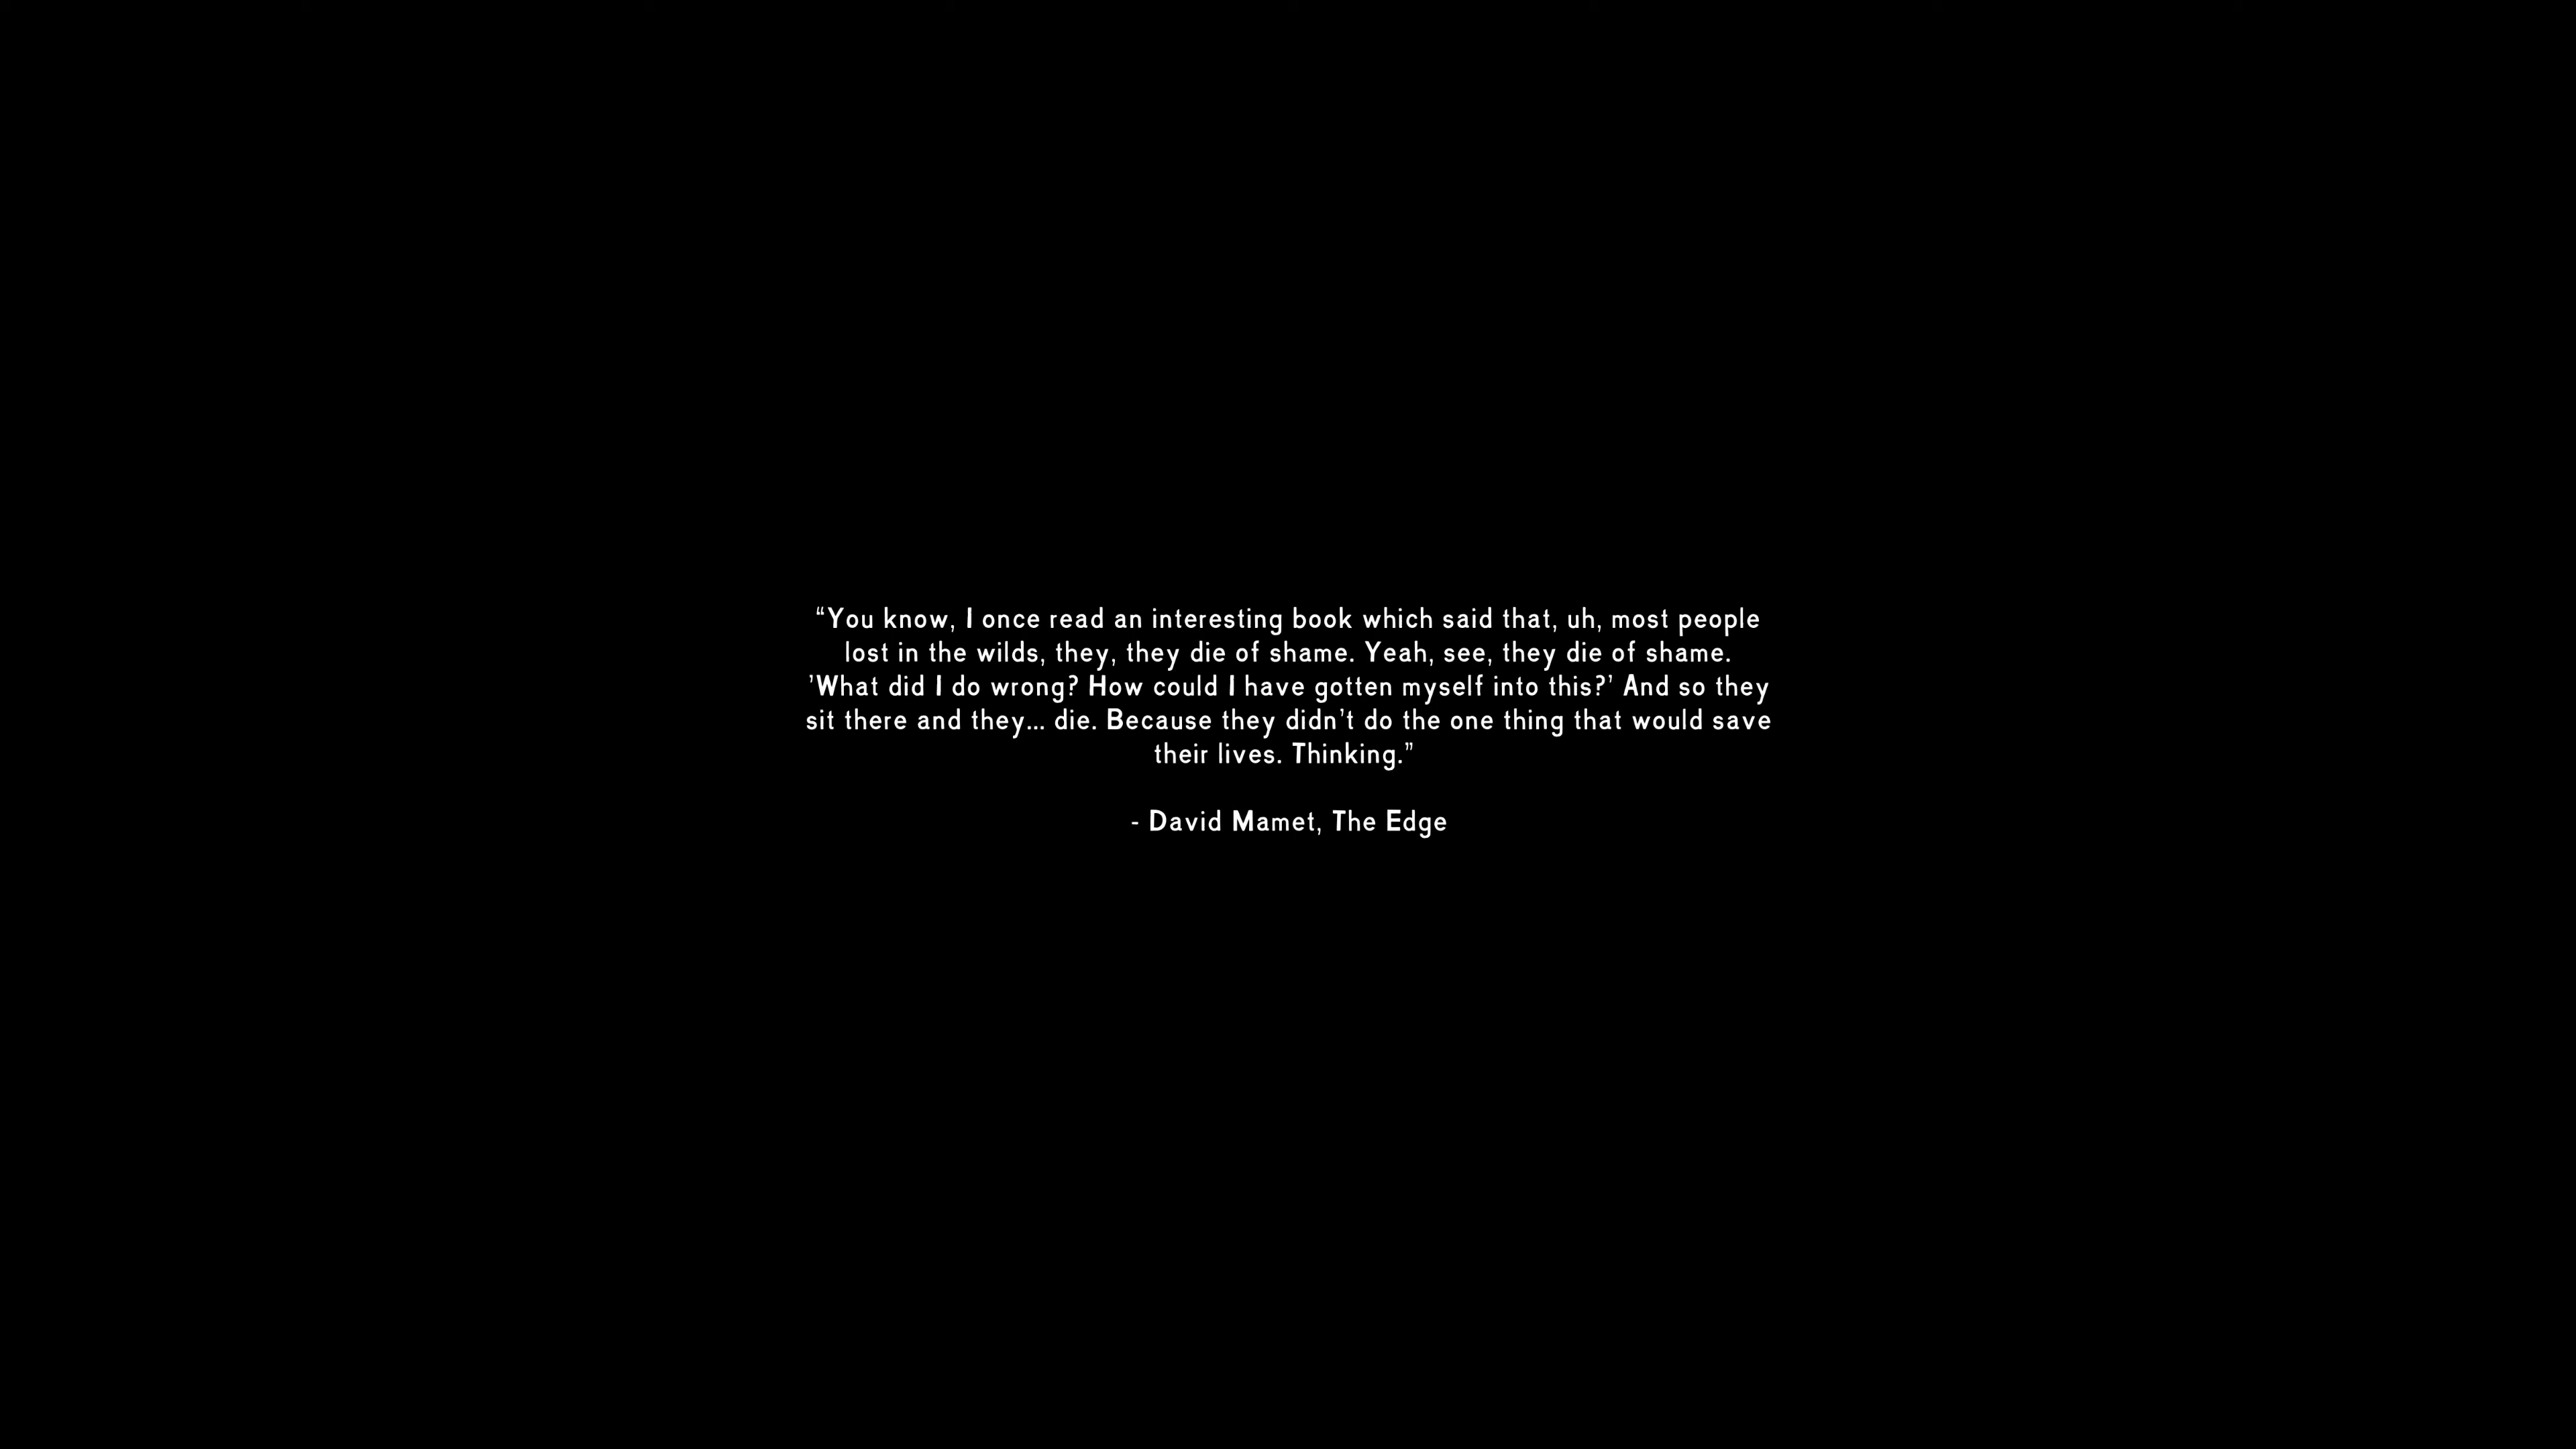 “You know, I once read an interesting book which said that, uh, most people
lost in the wilds, they, they die of shame. Yeah, see, they die of shame.
’What did I do wrong? How could I have gotten myself into this?’ And so they
sit there and they... die. Because they didn’t do the one thing that would save
their lives. Thinking.”
- David Mamet, The Edge